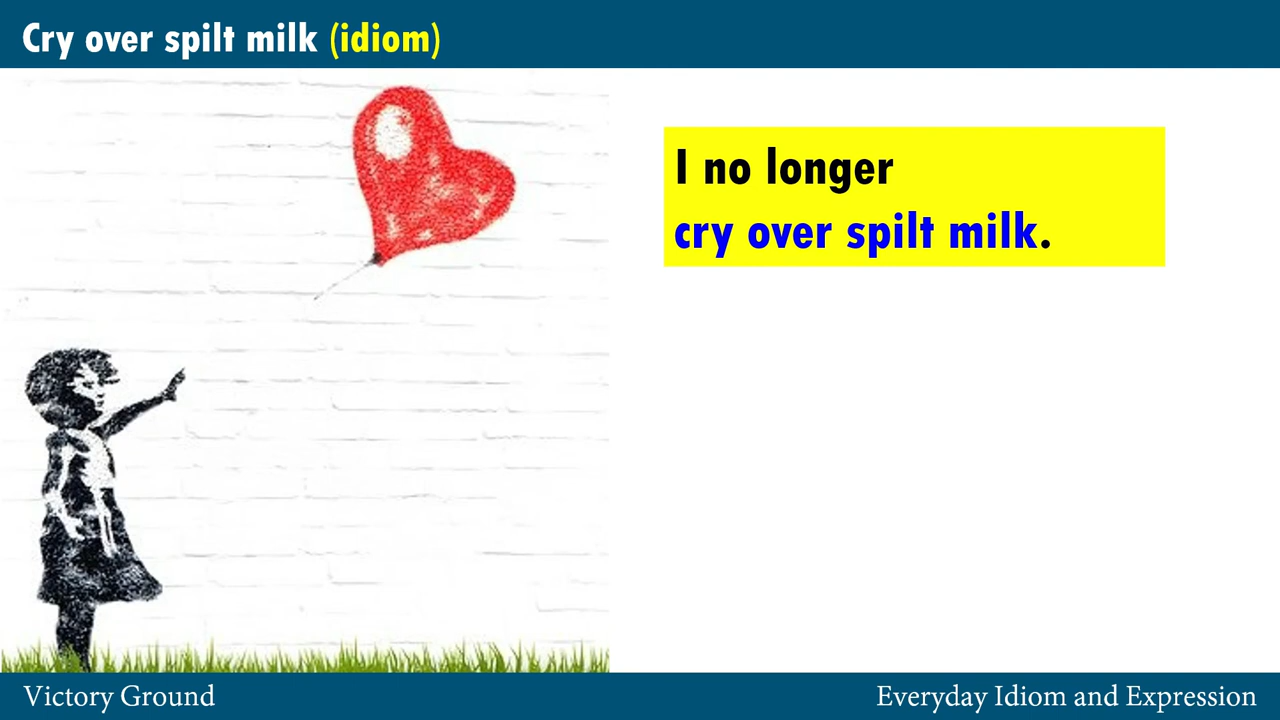 Cry over spilt milk (idiom)
I no longer
cry over spilt milk.
Victory Ground
Everyday Idiom and Expression